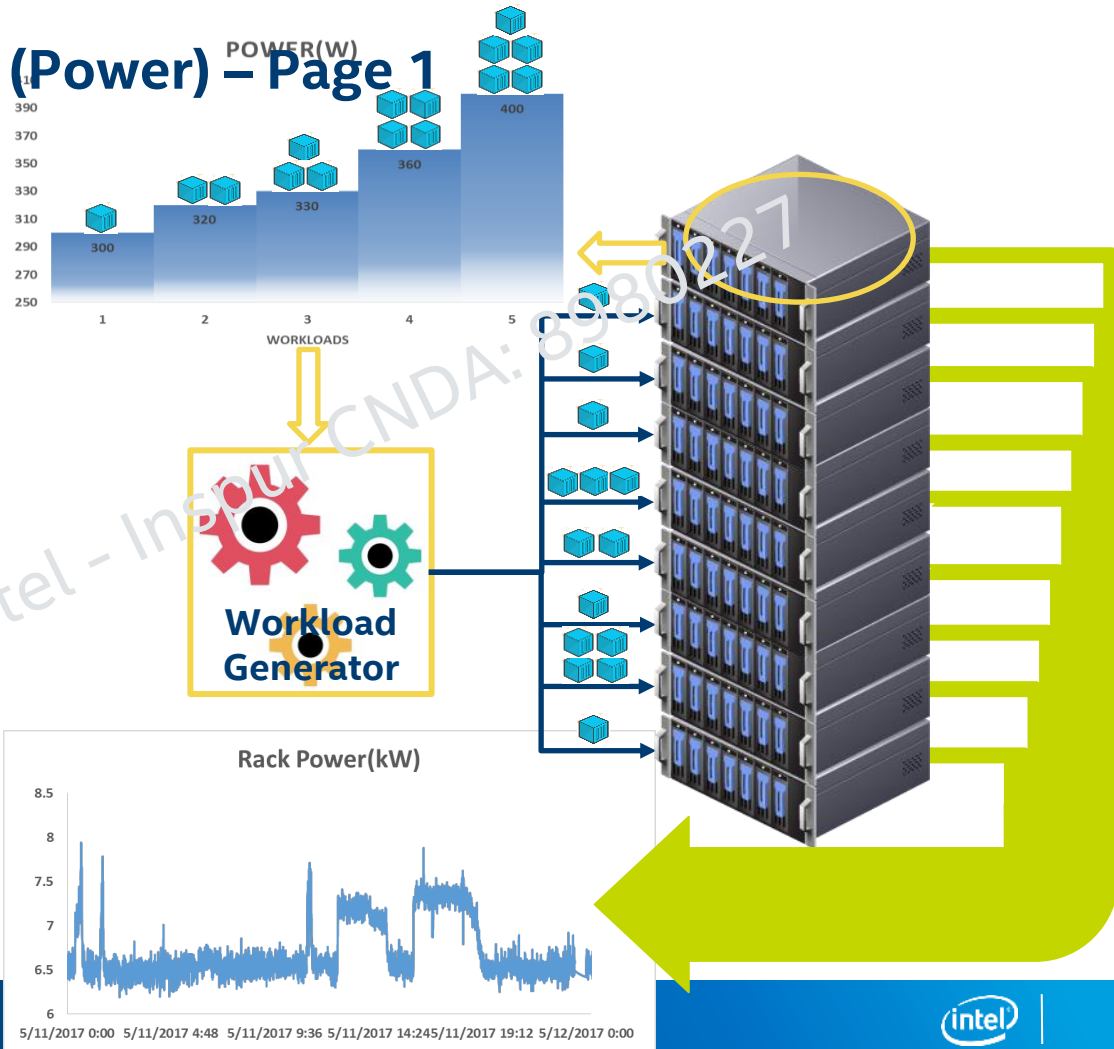 POWER(W)
(Power) – Page 1
390
370
350
330
310
290
270
250
300
320
330
360
400
1 2 3 4 5
WORKLOADS
tel - Inspur CNDA: 8980227
Workload
Generator
Rack Power(kW)
8.5
8
7.5
7
6.5
6
5/11/2017 0:00 5/11/2017 4:48 5/11/2017 9:36 5/11/2017 14:245/11/2017 19:12 5/12/2017 0:00
intel